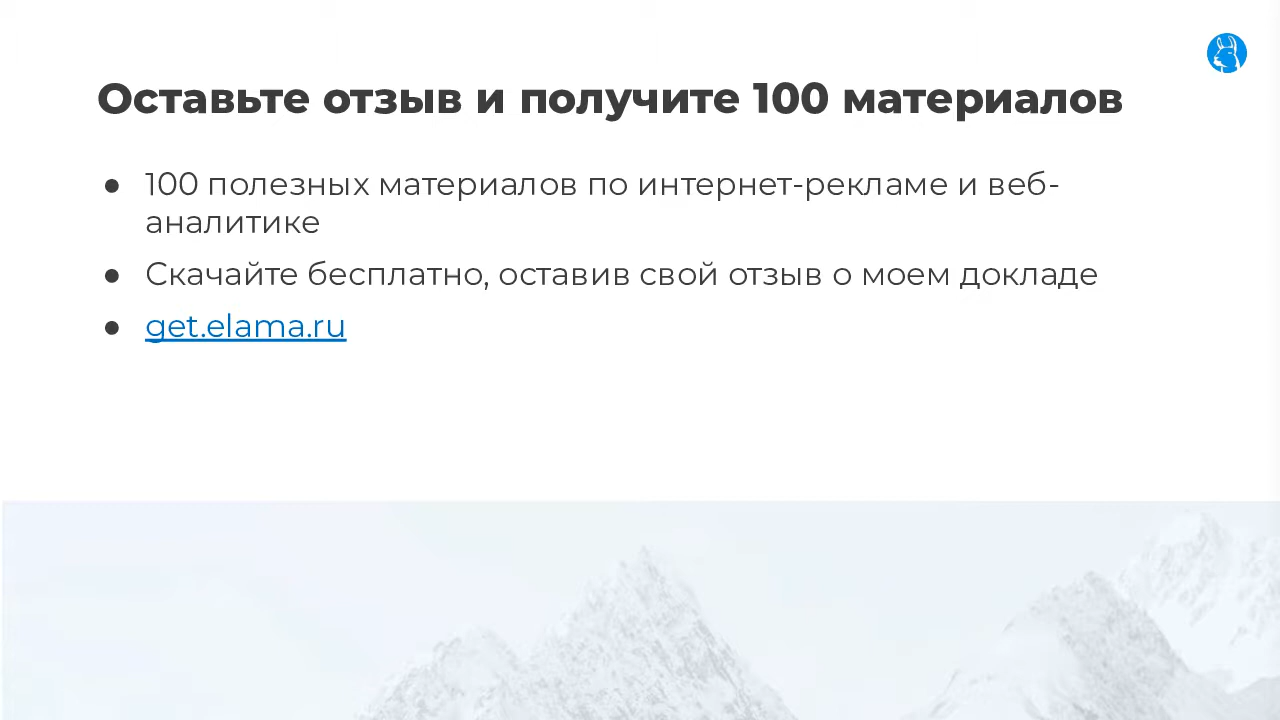 Оставьте отзыв и получите 100 материалов
● 100 полезных материалов по интернет-рекламе и веб-
аналитике
● Скачайте бесплатно, оставив свой отзыв о моем докладе
● get.elama.ru